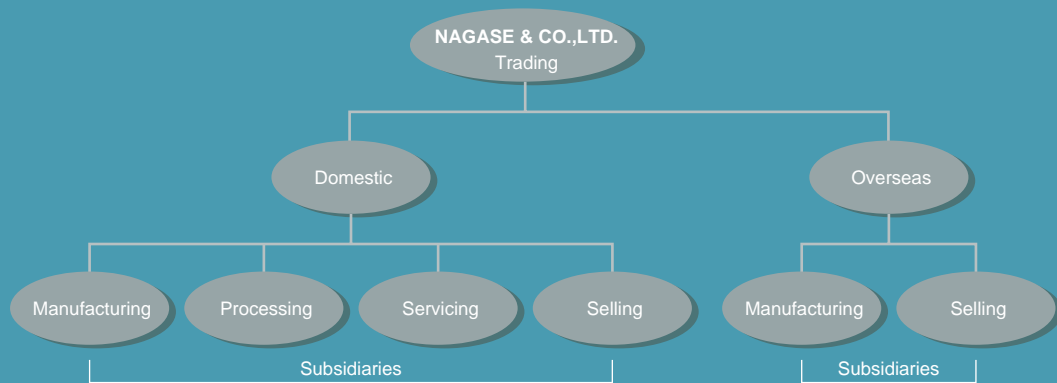 NAGASE & CO.,LTD.
Trading
Domestic
Overseas
Manufacturing
Processing
Servicing
Selling
Manufacturing
Selling
Subsidiaries
Subsidiaries